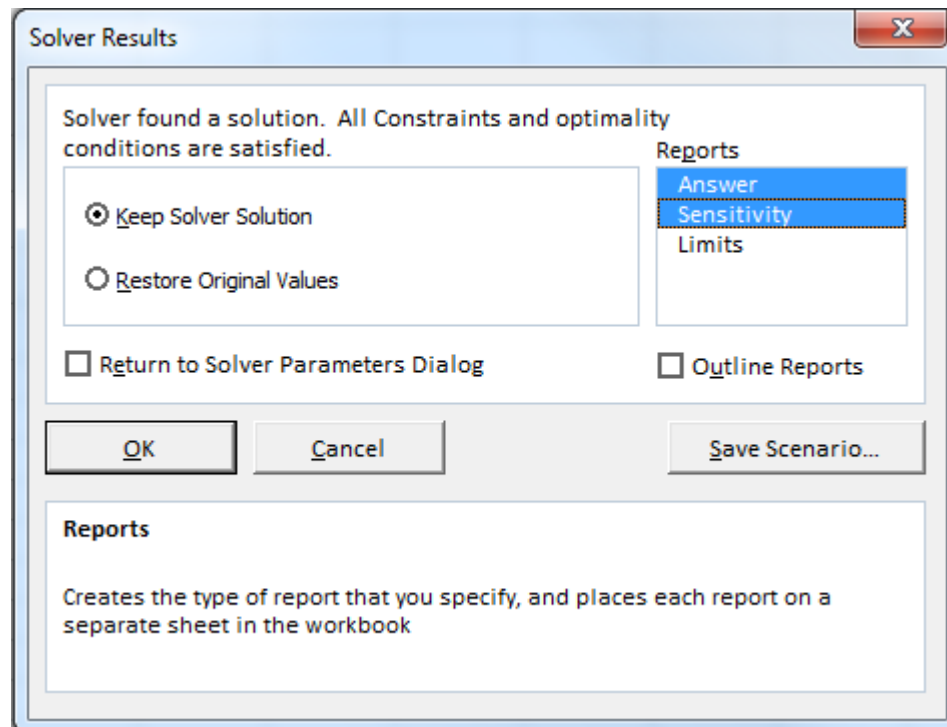 Solver Results
X
Solver found a solution.  All Constraints and optimality
conditions are satisfied.
Reports
Keep Solver Solution
Restore Original Values
Answer
Sensitivity
Limits
Return to Solver Parameters Dialog
Outline Reports
OK
Cancel
Save Scenario...
Reports
Creates the type of report that you specify, and places each report on a
separate sheet in the workbook